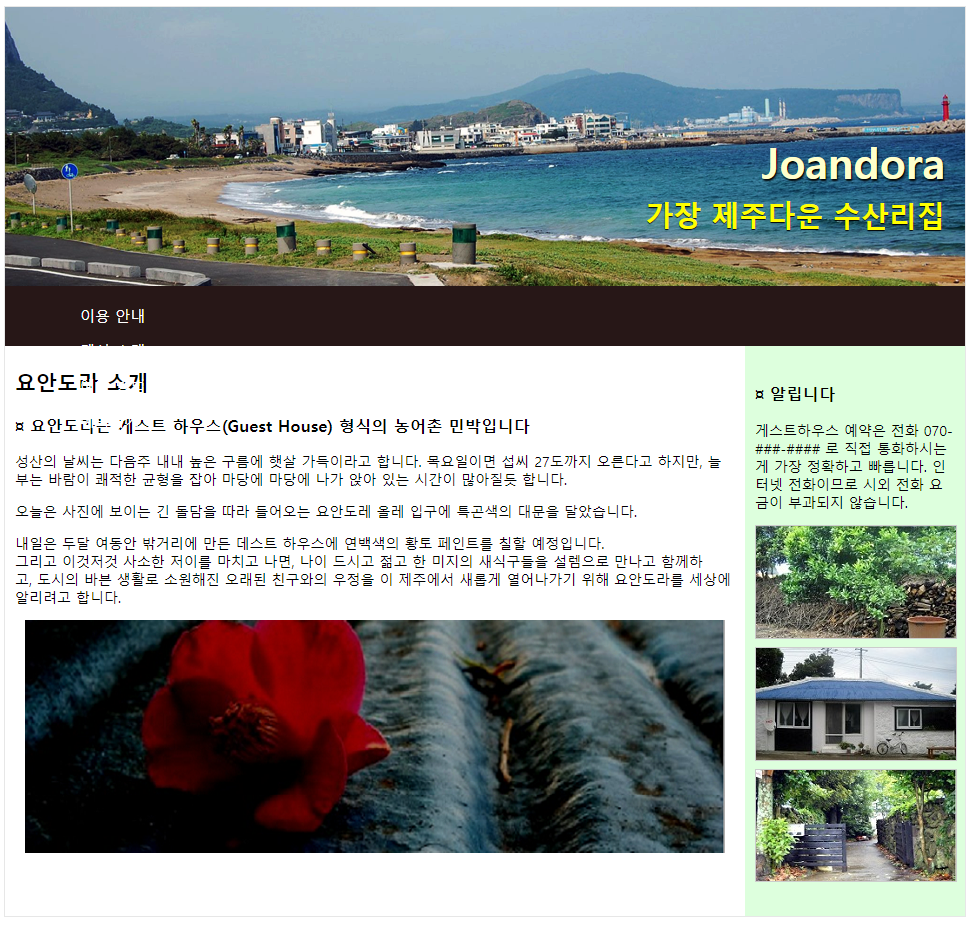 Joandora
가장 제주다운 수산리집
이용 안내
요안도라 소개
¤ 요안도라는 게스트 하우스(Guest House) 형식의 농어촌 민박입니다
성산의 날씨는 다음주 내내 높은 구름에 햇살 가득이라고 합니다. 목요일이면 섭씨 27도까지 오른다고 하지만, 늘
부는 바람이 쾌적한 균형을 잡아 마당에 마당에 나가 앉아 있는 시간이 많아질듯 합니다.
오늘은 사진에 보이는 긴 돌담을 따라 들어오는 요안도레 올레 입구에 흑곤색의 대문을 달았습니다.
내일은 두달 여동안 밖거리에 만든 데스트 하우스에 연백색의 황토 페인트를 칠할 예정입니다.
그리고 이것저것 사소한 저이를 마치고 나면, 나이 드시고 젊고 한 미지의 새식구들을 설렘으로 만나고 함께하
고, 도시의 바쁜 생활로 소원해진 오래된 친구와의 우정을 이 제주에서 새롭게 열어나가기 위해 요안도라를 세상에
알리려고 합니다.
¤ 알립니다
게스트하우스 예약은 전화 070-
###-#### 로 직접 통화하시는
게 가장 정확하고 빠릅니다. 인
터넷 전화이므로 시외 전화 요
금이 부과되지 않습니다.